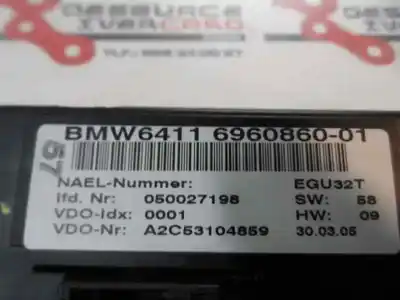 DESGUACE
BMW6411 6960860-01
57
NAEL-Nummer: EGU32T
lfd. Nr: 050027198 SW: 58
VDO-Idx: 0001 HW: 09
VDO-Nr: A2C53104859 30.03.05